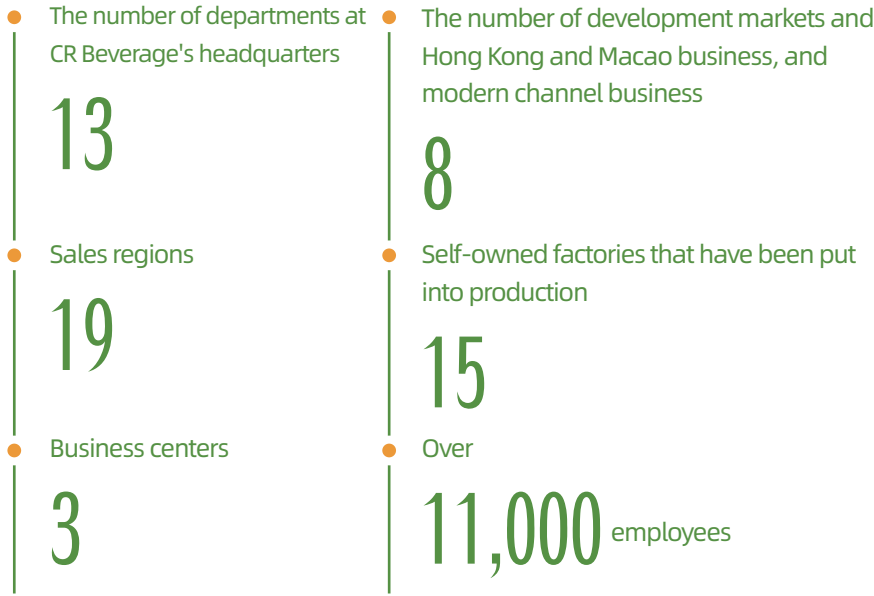 The number of departments at
CR Beverage's headquarters
13
Sales regions
19
Business centers
3
The number of development markets and
Hong Kong and Macao business, and
modern channel business
8
Self-owned factories that have been put
into production
15
Over
11,000 employees